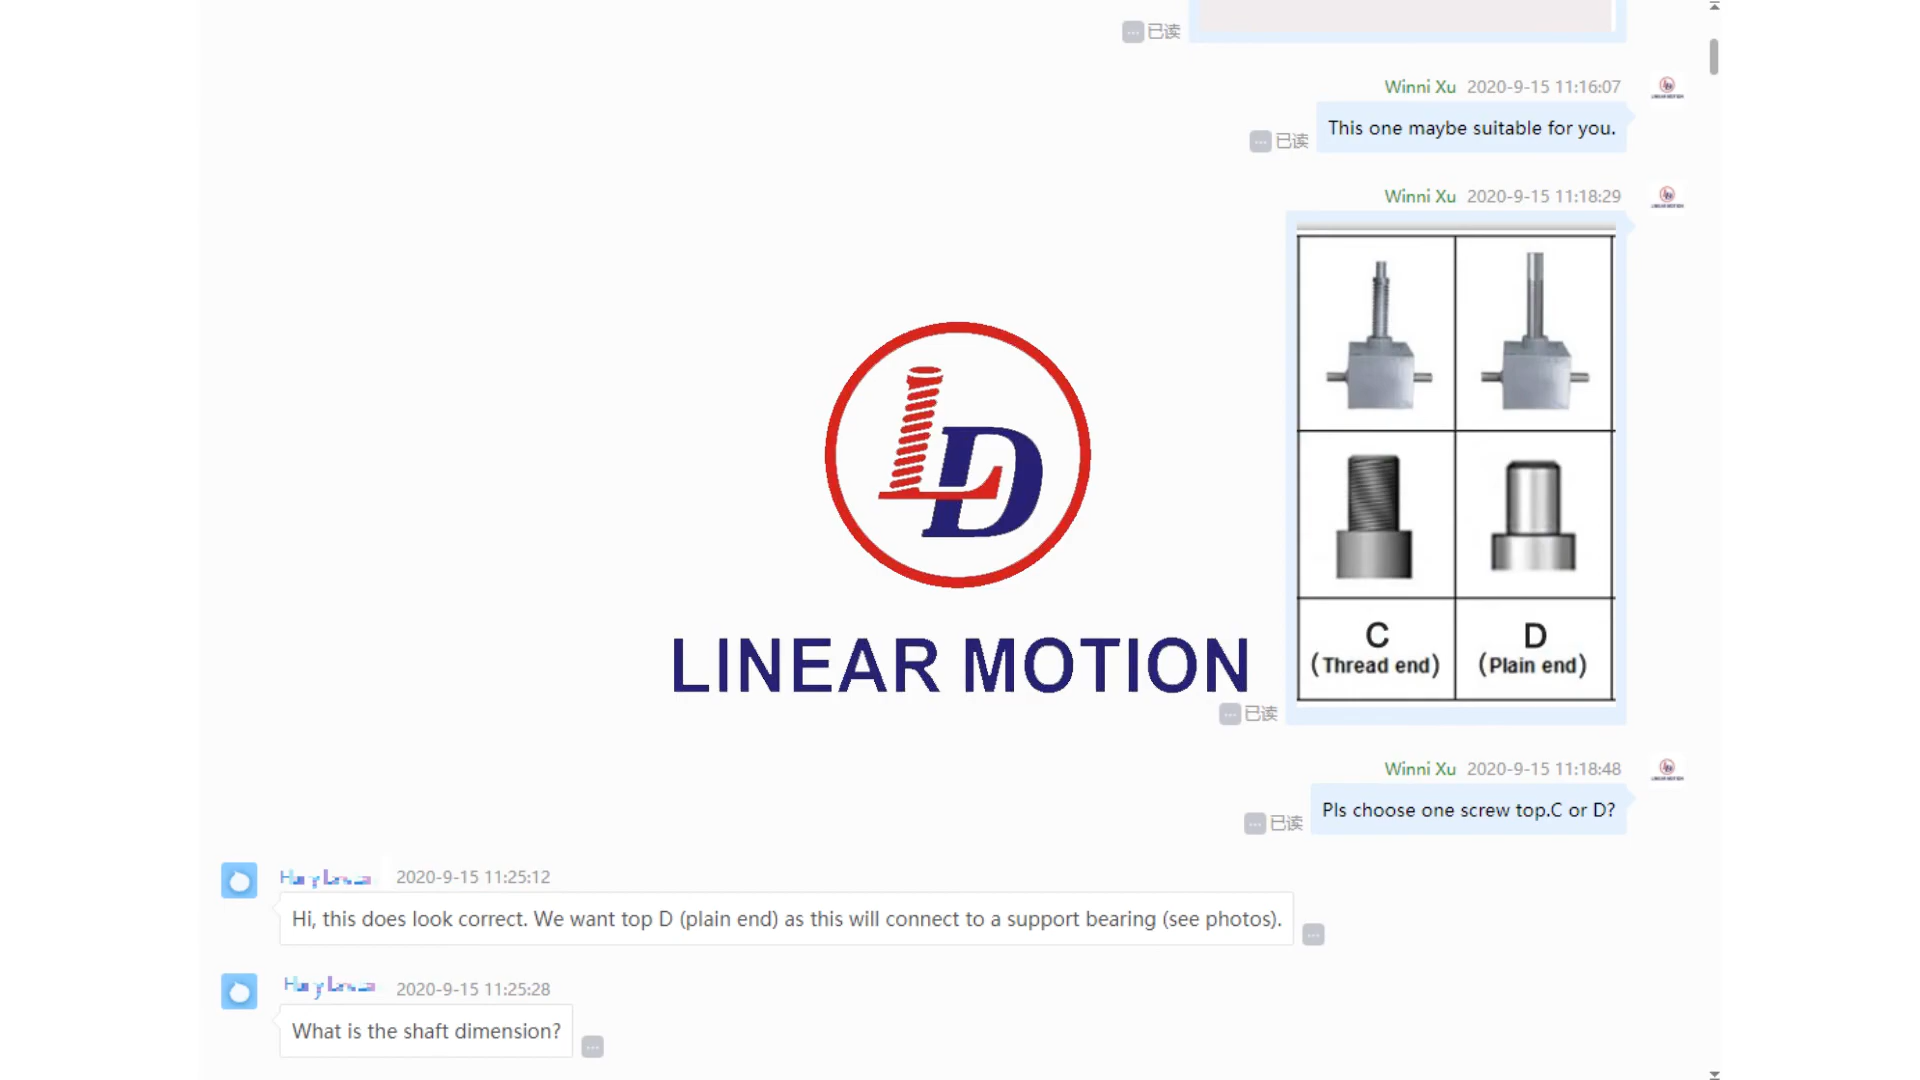 已读
Winni Xu 2020-9-15 11:16:07
This one maybe suitable for you.
已读
Winni Xu 2020-9-15 11:18:29
C
(Thread end)
D
(Plain end)
已读
LD
LINEAR MOTION
Winni Xu 2020-9-15 11:18:48
Pls choose one screw top.C or D?
已读
2020-9-15 11:25:12
Hi, this does look correct. We want top D (plain end) as this will connect to a support bearing (see photos).
2020-9-15 11:25:28
What is the shaft dimension?